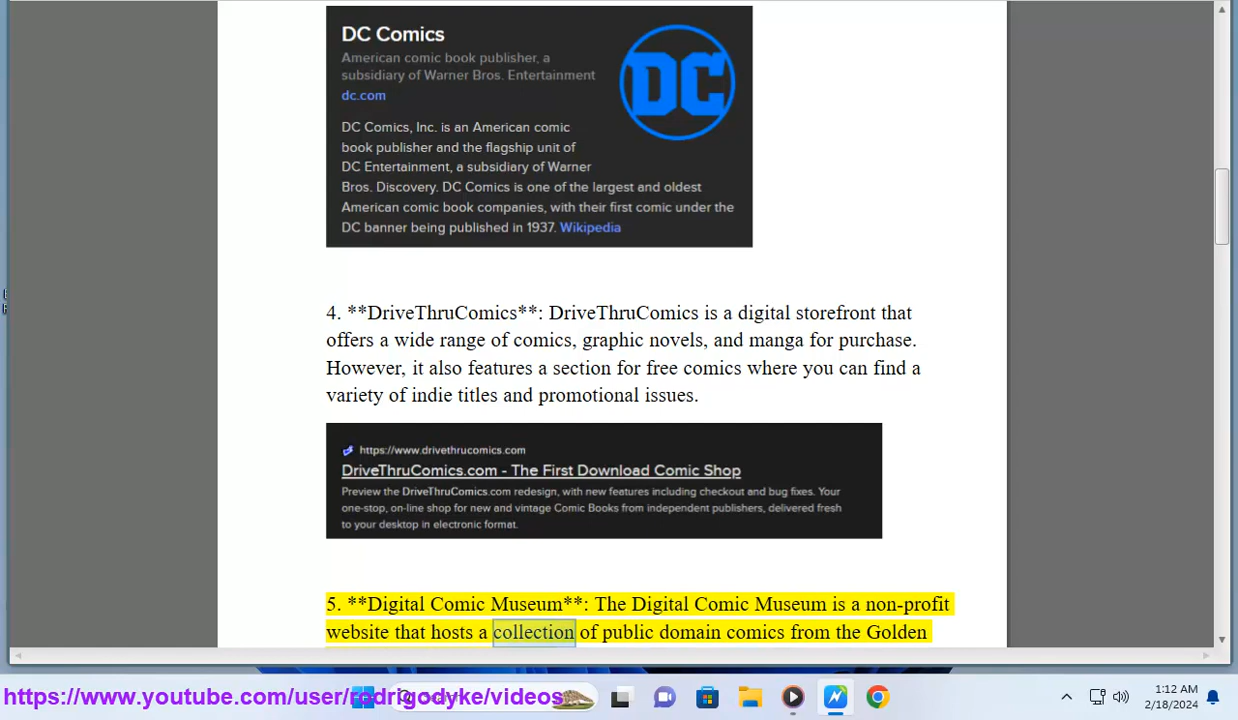 DC Comics
American comic book publisher, a
subsidiary of Warner Bros. Entertainment
dc.com
DC
DC Comics, Inc. is an American comic
book publisher and the flagship unit of
DC Entertainment, a subsidiary of Warner
Bros. Discovery. DC Comics is one of the largest and oldest
American comic book companies, with their first comic under the
DC banner being published in 1937. Wikipedia
4. **DriveThruComics**: DriveThruComics is a digital storefront that
offers a wide range of comics, graphic novels, and manga for purchase.
However, it also features a section for free comics where you can find a
variety of indie titles and promotional issues.
https://www.drivethrucomics.com
DriveThruComics.com - The First Download Comic Shop
Preview the DriveThruComics.com redesign, with new features including checkout and bug fixes. Your
one-stop, on-line shop for new and vintage Comic Books from independent publishers, delivered fresh
to your desktop in electronic format.
5. **Digital Comic Museum**: The Digital Comic Museum is a non-profit
website that hosts a collection of public domain comics from the Golden
https://www.youtube.com/user/rodrigodyke/videos
1:12 AM
2/18/2024